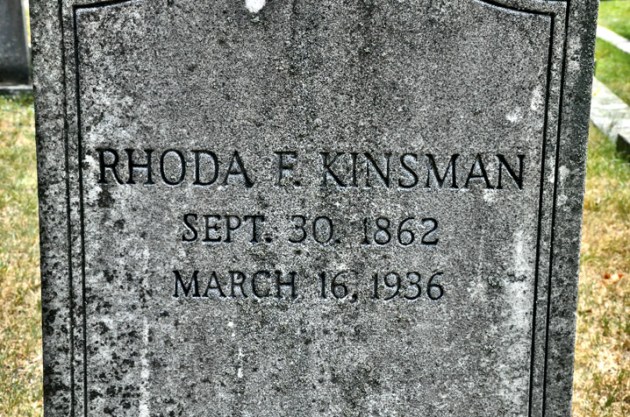 RHODA F. KINSMAN
SEPT. 30. 1862
MARCH 16, 1936